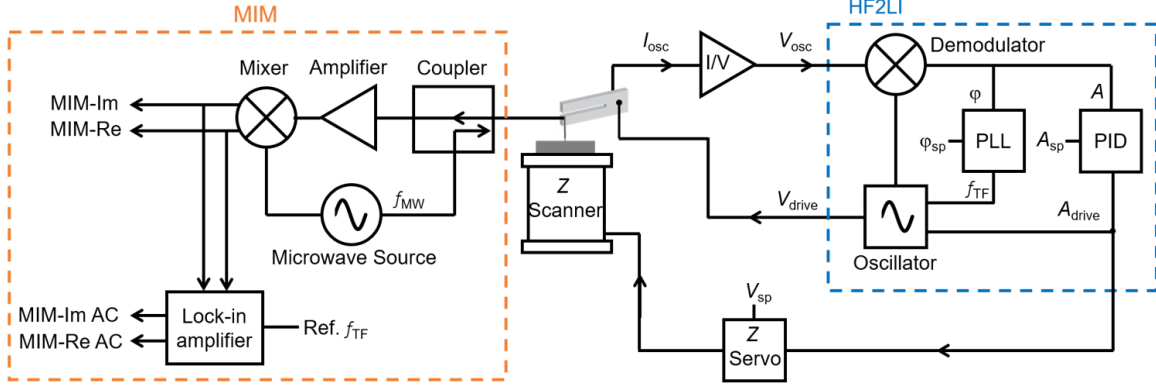 MIM
HF2LI
Mixer
Amplifier
Coupler
MIM-Im
MIM-Re
f_MW
Microwave Source
MIM-Im AC
MIM-Re AC
Lock-in
amplifier
Ref. f_TF
I_osc
I/V
V_osc
Demodulator
φ
A
φ_sp
PLL
A_sp
PID
f_TF
V_drive
A_drive
Oscillator
Z
Scanner
V_sp
Z
Servo